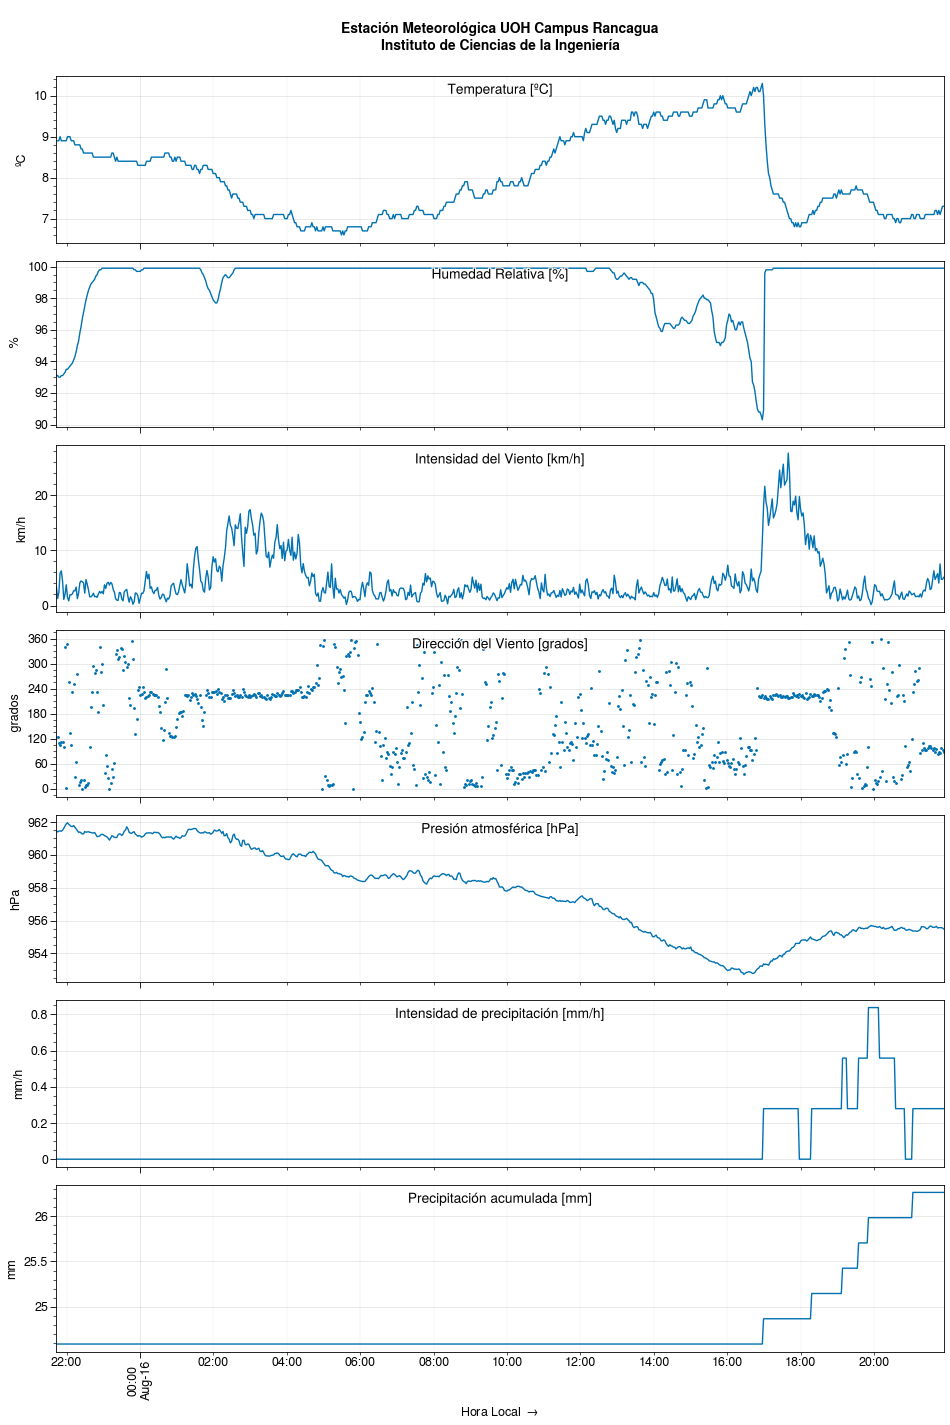 Estación Meteorológica UOH Campus Rancagua
Instituto de Ciencias de la Ingeniería
Temperatura [ºC]
ºC
10
9
8
7
Humedad Relativa [%]
%
100
98
96
94
92
90
Intensidad del Viento [km/h]
km/h
20
10
0
Dirección del Viento [grados]
grados
360
300
240
180
120
60
0
Presión atmosférica [hPa]
hPa
962
960
958
956
954
Intensidad de precipitación [mm/h]
mm/h
0.8
0.6
0.4
0.2
0
Precipitación acumulada [mm]
mm
26
25.5
25
22:00
00:00
Aug-16
02:00
04:00
06:00
08:00
10:00
12:00
14:00
16:00
18:00
20:00
Hora Local →